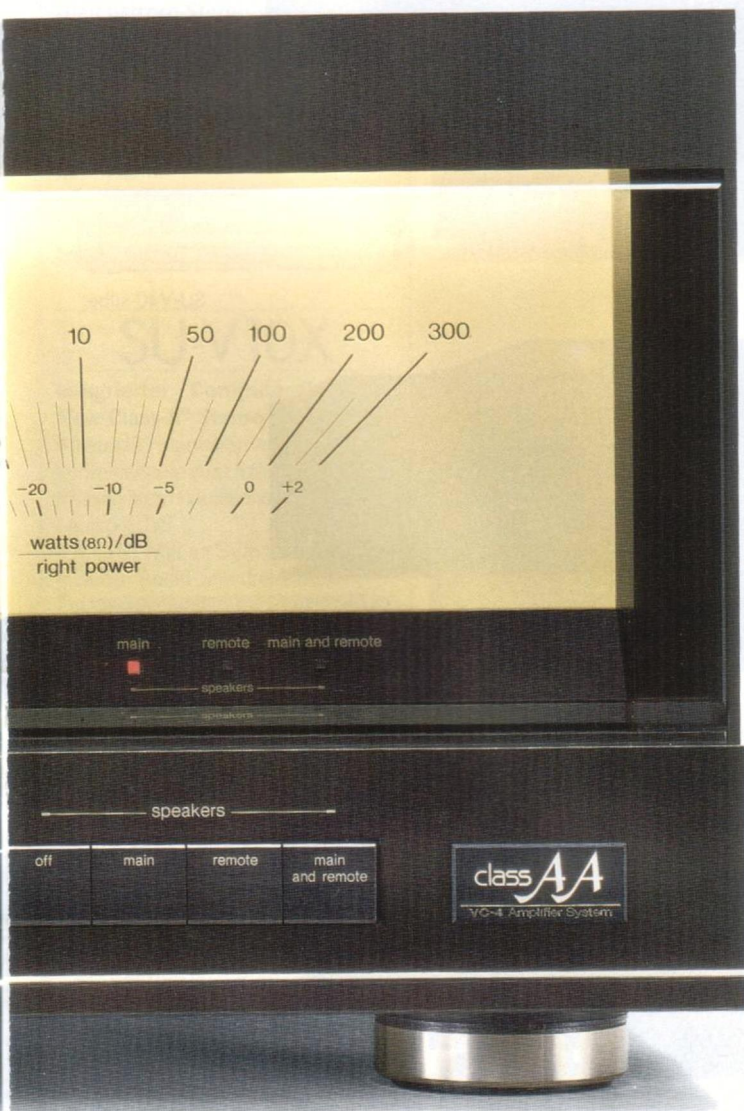 10 50 100 200 300
-20 -10 -5 0 +2
watts(8Ω)/dB
right power
main remote main and remote
speakers
speakers
speakers
off main remote main
and remote
class AA
VC-4 Amplifier System